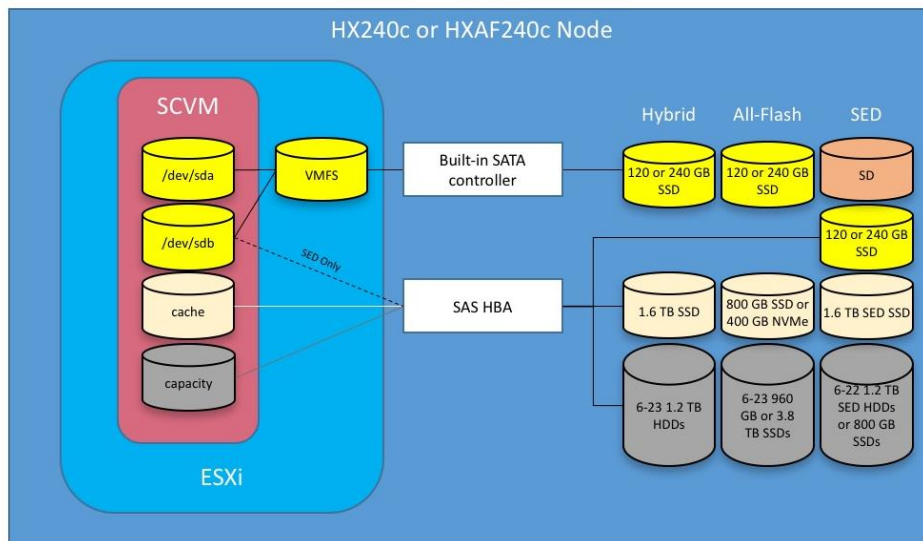 HX240c or HXAF240c Node
SCVM
Hybrid
All-Flash
SED
/dev/sda
VMFS
Built-in SATA
controller
120 or 240 GB
SSD
120 or 240 GB
SSD
SD
/dev/sdb
SED Only
120 or 240 GB
SSD
cache
SAS HBA
1.6 TB SSD
800 GB SSD or
400 GB NVMe
1.6 TB SED SSD
capacity
6-23 1.2 TB
HDDs
6-23 960
GB or 3.8
TB SSDs
6-22 1.2 TB
SED HDDs
or 800 GB
SSDs
ESXi